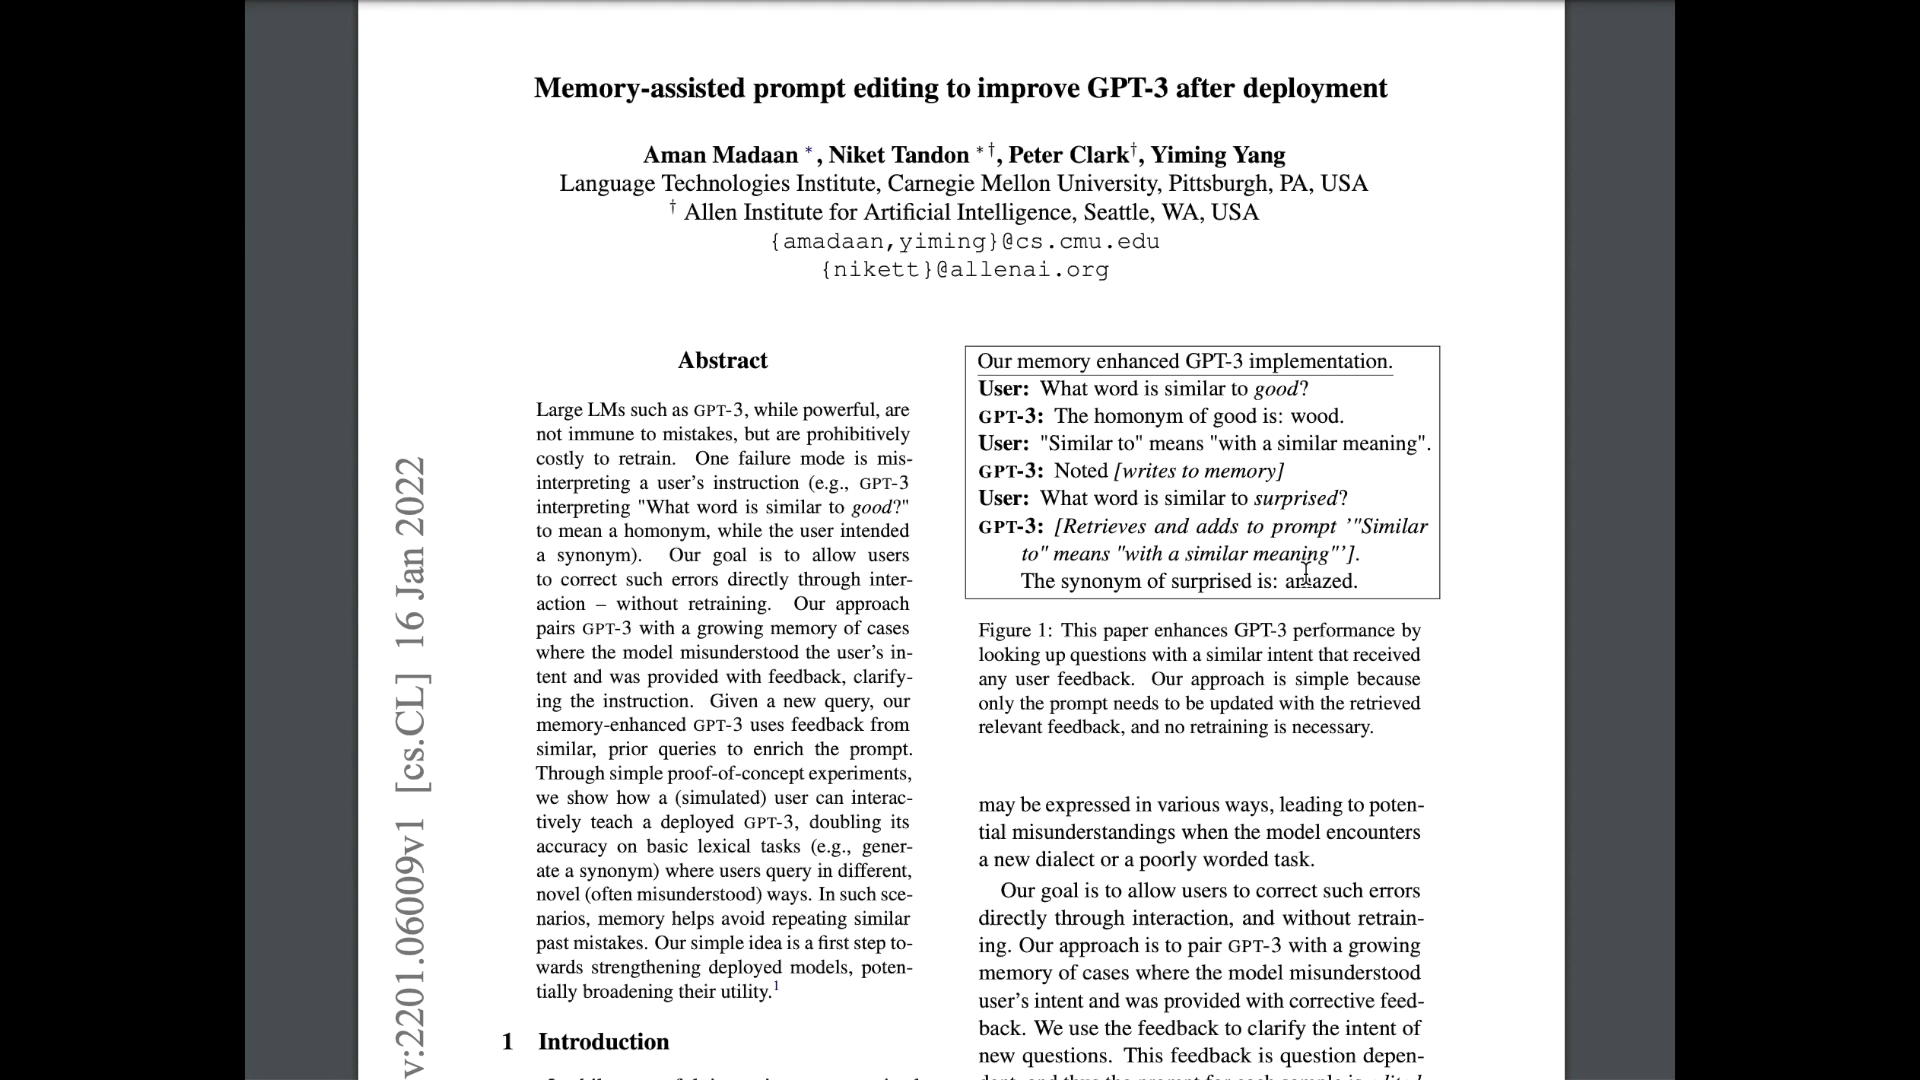 Memory-assisted prompt editing to improve GPT-3 after deployment
Aman Madaan *, Niket Tandon *†, Peter Clark†, Yiming Yang
Language Technologies Institute, Carnegie Mellon University, Pittsburgh, PA, USA
† Allen Institute for Artificial Intelligence, Seattle, WA, USA
{amadaan,yiming}@cs.cmu.edu
{nikett}@allenai.org
v:2201.06009v1 [cs.CL] 16 Jan 2022
Abstract
Large LMs such as GPT-3, while powerful, are
not immune to mistakes, but are prohibitively
costly to retrain. One failure mode is mis-
interpreting a user's instruction (e.g., GPT-3
interpreting "What word is similar to good?"
to mean a homonym, while the user intended
a synonym). Our goal is to allow users
to correct such errors directly through inter-
action – without retraining. Our approach
pairs GPT-3 with a growing memory of cases
where the model misunderstood the user's in-
tent and was provided with feedback, clarify-
ing the instruction. Given a new query, our
memory-enhanced GPT-3 uses feedback from
similar, prior queries to enrich the prompt.
Through simple proof-of-concept experiments,
we show how a (simulated) user can interac-
tively teach a deployed GPT-3, doubling its
accuracy on basic lexical tasks (e.g., gener-
ate a synonym) where users query in different,
novel (often misunderstood) ways. In such sce-
narios, memory helps avoid repeating similar
past mistakes. Our simple idea is a first step to-
wards strengthening deployed models, poten-
tially broadening their utility.1
1 Introduction
Our memory enhanced GPT-3 implementation.
User: What word is similar to good?
GPT-3: The homonym of good is: wood.
User: "Similar to" means "with a similar meaning".
GPT-3: Noted [writes to memory]
User: What word is similar to surprised?
GPT-3: [Retrieves and adds to prompt '"Similar
to" means "with a similar meaning"'].
The synonym of surprised is: amazed.
Figure 1: This paper enhances GPT-3 performance by
looking up questions with a similar intent that received
any user feedback. Our approach is simple because
only the prompt needs to be updated with the retrieved
relevant feedback, and no retraining is necessary.
may be expressed in various ways, leading to poten-
tial misunderstandings when the model encounters
a new dialect or a poorly worded task.
Our goal is to allow users to correct such errors
directly through interaction, and without retrain-
ing. Our approach is to pair GPT-3 with a growing
memory of cases where the model misunderstood
user's intent and was provided with corrective feed-
back. We use the feedback to clarify the intent of
new questions. This feedback is question depen-